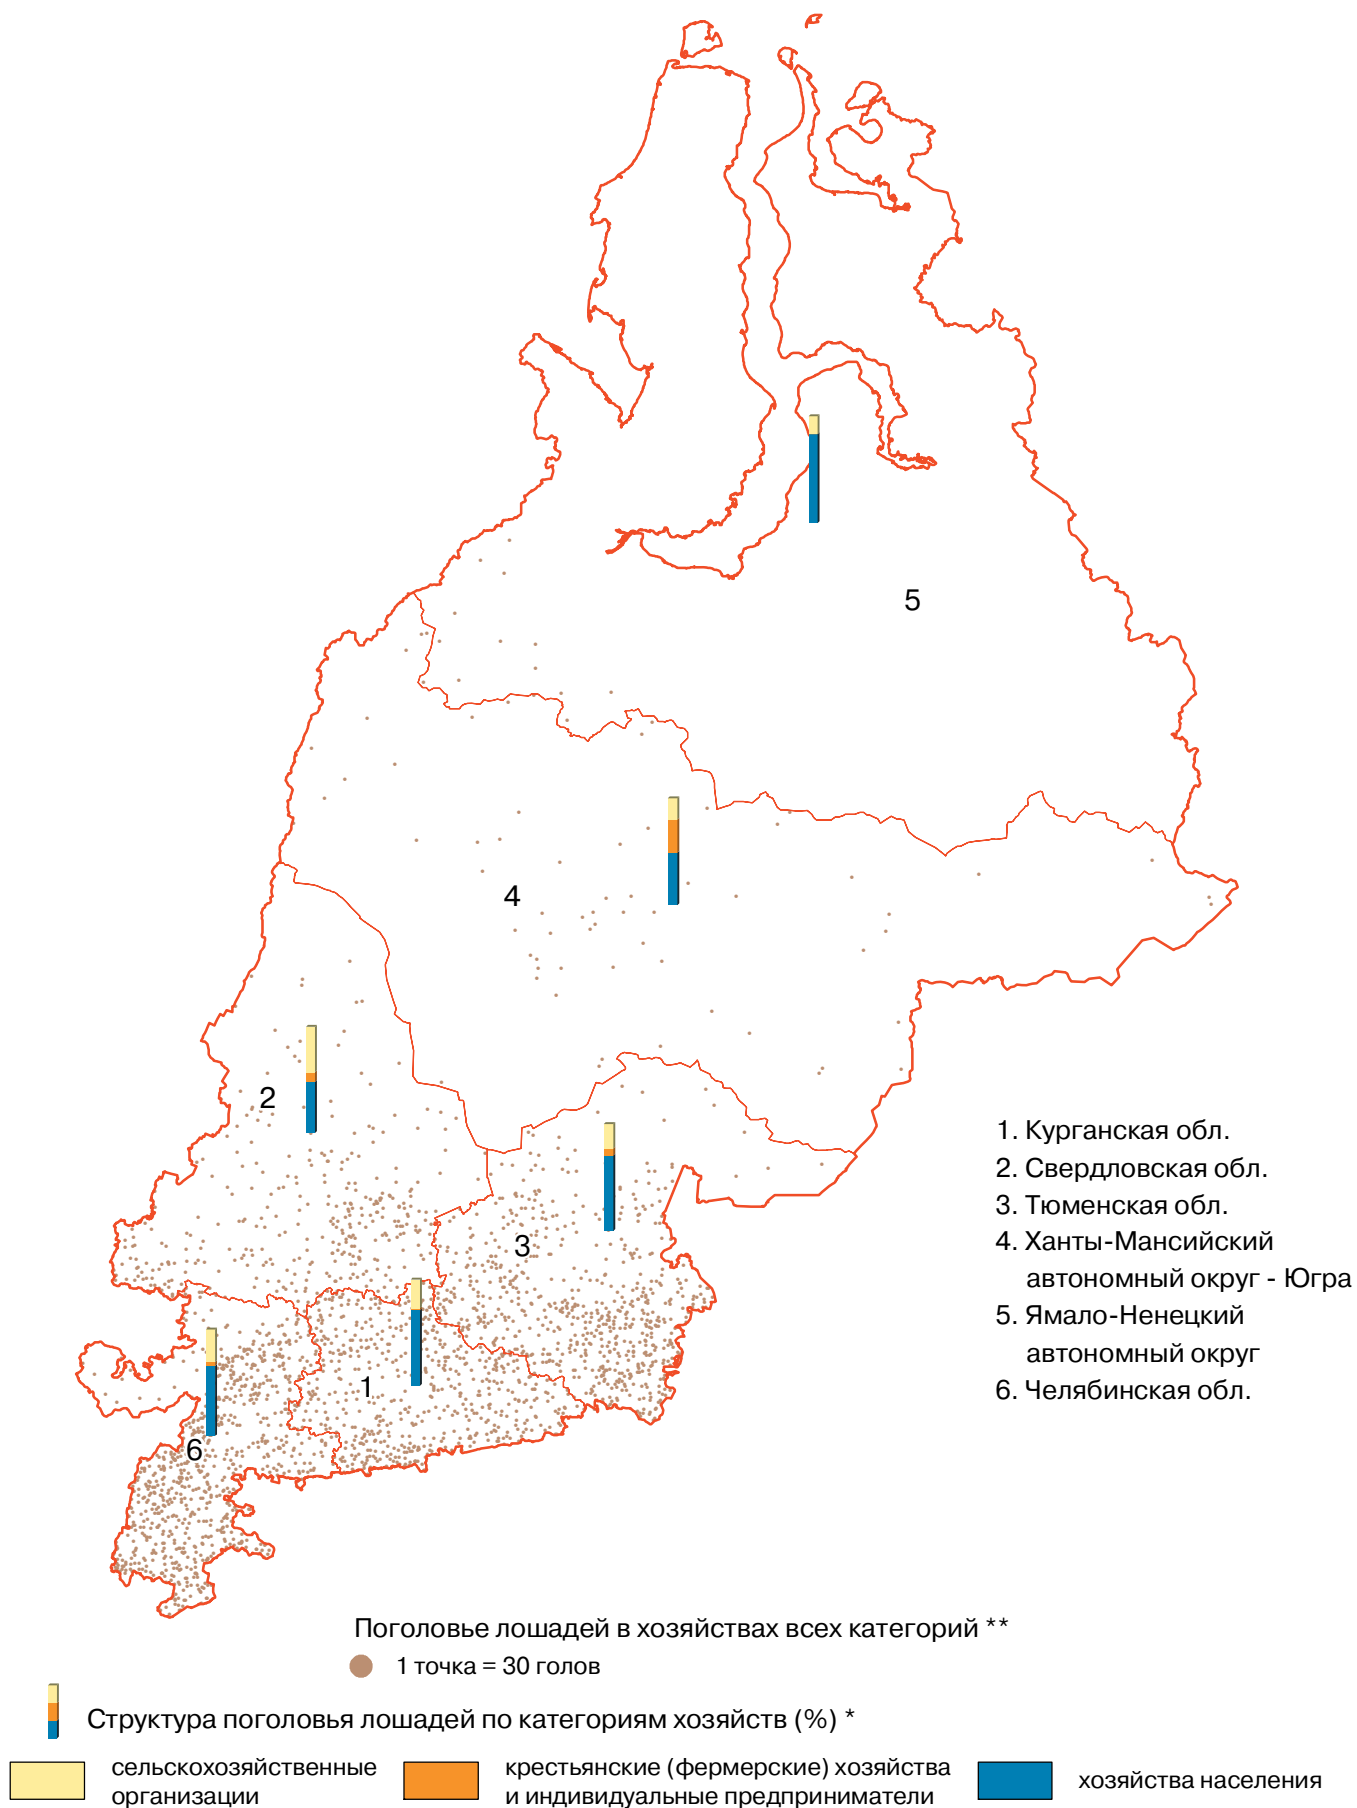 5
4
2
3
1
6
1. Курганская обл.
2. Свердловская обл.
3. Тюменская обл.
4. Ханты-Мансийский
автономный округ - Югра
5. Ямало-Ненецкий
автономный округ
6. Челябинская обл.
Поголовье лошадей в хозяйствах всех категорий **
1 точка = 30 голов
Структура поголовья лошадей по категориям хозяйств (%) *
сельскохозяйственные
организации
крестьянские (фермерские) хозяйства
и индивидуальные предприниматели
хозяйства населения